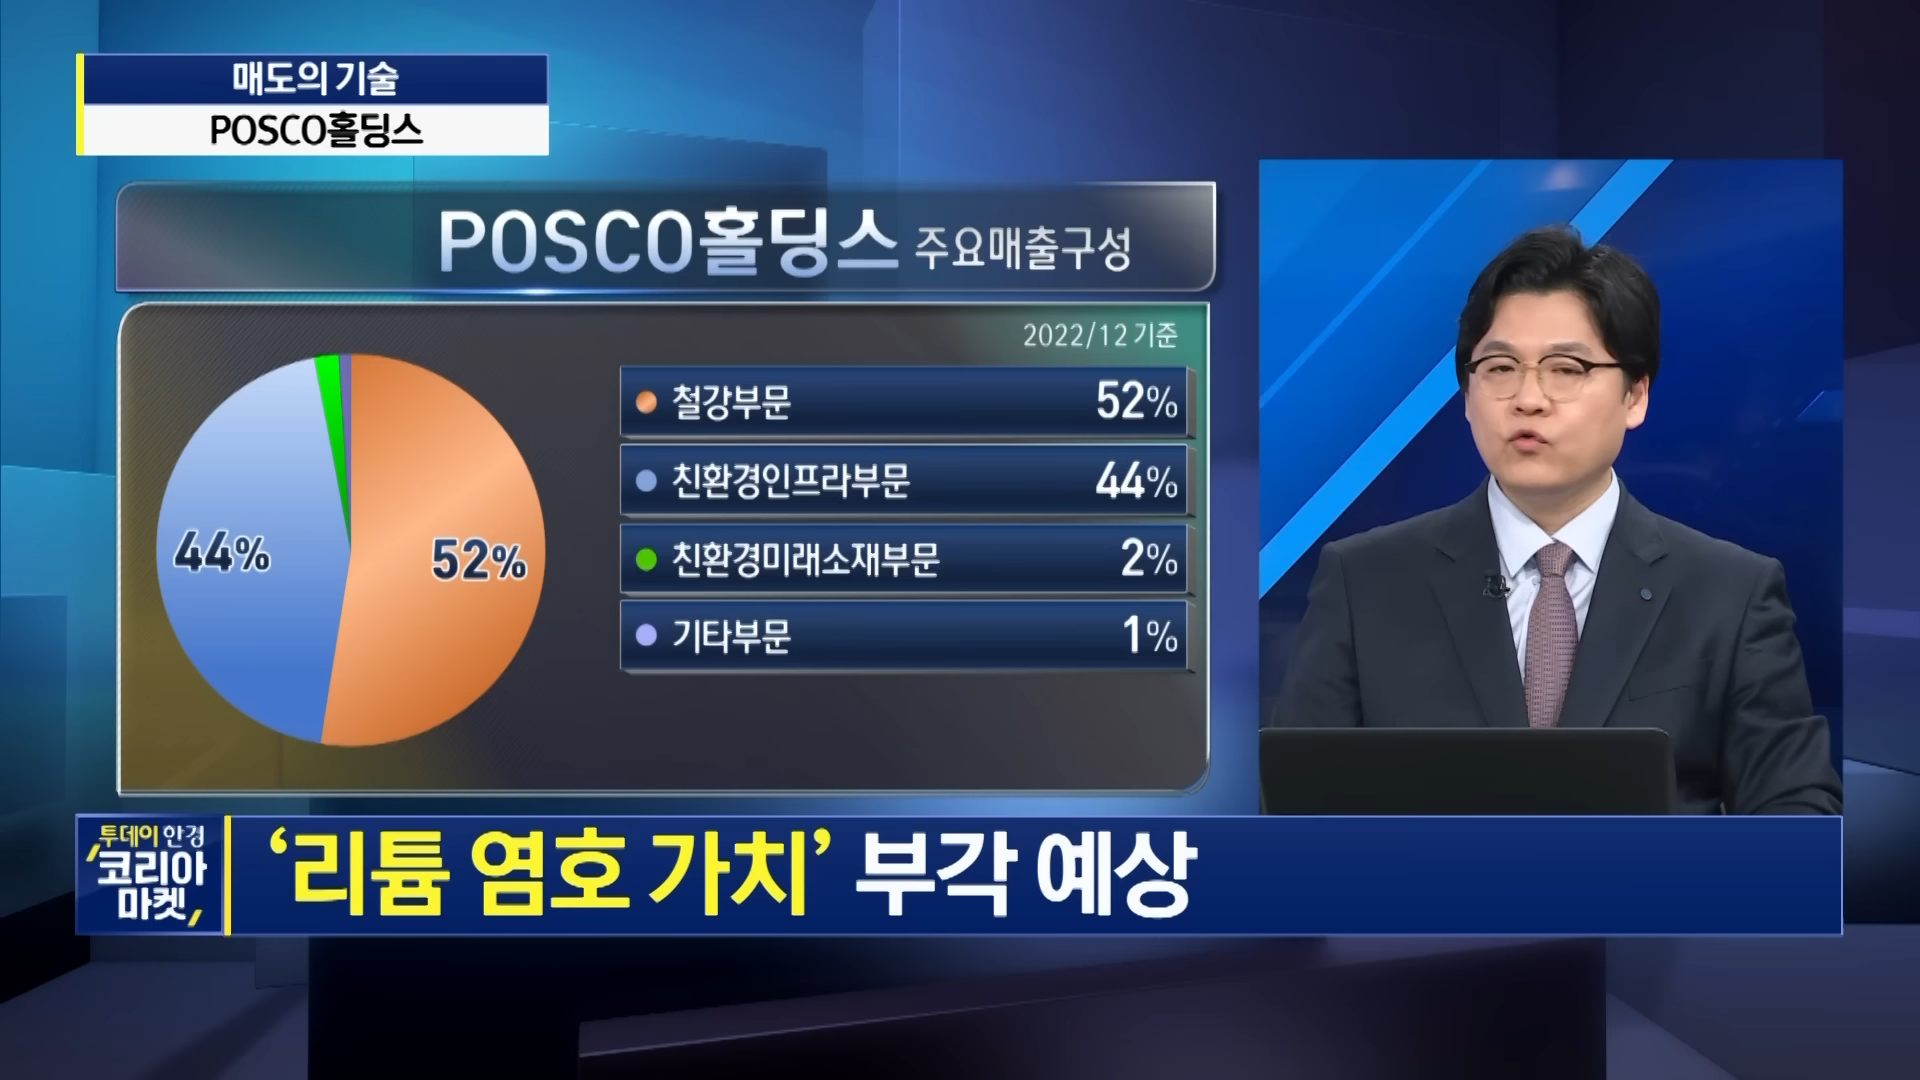 매도의 기술
POSCO홀딩스
POSCO홀딩스 주요매출구성
2022/12 기준
44%
52%
철강부문 52%
친환경인프라부문 44%
친환경미래소재부문 2%
기타부문 1%
투데이 한경
코리아
마켓
‘리튬 염호 가치’ 부각 예상